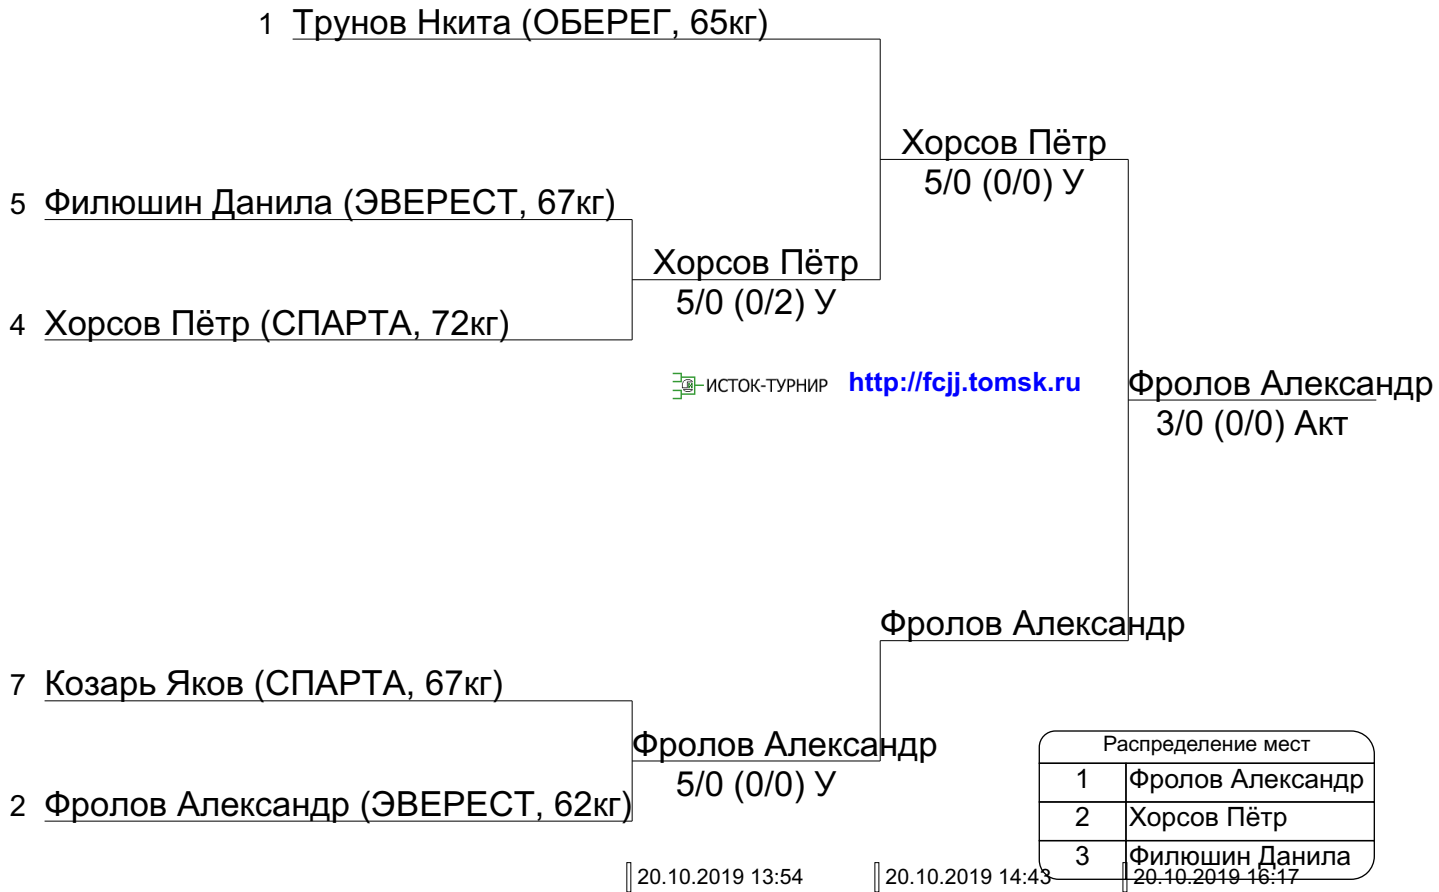 1 Трунов Нкита (ОБЕРЕГ, 65кг)
Хорсов Пётр
5/0 (0/0) У
5 Филюшин Данила (ЭВЕРЕСТ, 67кг)
Хорсов Пётр
5/0 (0/2) У
4 Хорсов Пётр (СПАРТА, 72кг)
ИСТОК-ТУРНИР http://fcjj.tomsk.ru
Фролов Александр
3/0 (0/0) Акт
Фролов Александр
7 Козарь Яков (СПАРТА, 67кг)
Фролов Александр
5/0 (0/0) У
2 Фролов Александр (ЭВЕРЕСТ, 62кг)
Распределение мест
1 Фролов Александр
2 Хорсов Пётр
3 Филюшин Данила
20.10.2019 13:54 20.10.2019 14:43 20.10.2019 16:17